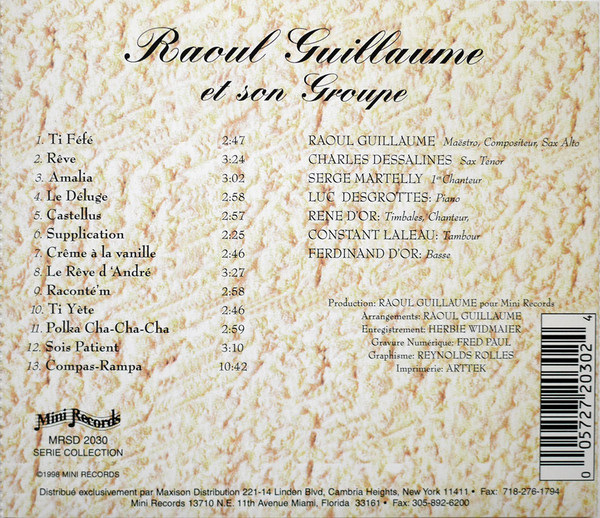 Raoul Guillaume
et son Groupe
1. Ti Féfé 2:47
2. Rêve 3:24
3. Amalia 3:02
4. Le Déluge 2:58
5. Castellus 2:57
6. Supplication 2:25
7. Crême à la vanille 2:46
8. Le Rêve d'André 3:27
9. Raconté'm 2:58
10. Ti Yète 2:46
11. Polka Cha-Cha-Cha 2:59
12. Sois Patient 3:10
13. Compas-Rampa 10:42
RAOUL GUILLAUME Maëstro, Compositeur, Sax Alto
CHARLES DESSALINES Sax Tenor
SERGE MARTELLY 1er Chanteur
LUC DESGROTTES: Piano
RENE D'OR: Timbales, Chanteur,
CONSTANT LALEAU: Tambour
FERDINAND D'OR: Basse
Production: RAOUL GUILLAUME pour Mini Records
Arrangements: RAOUL GUILLAUME
Enregistrement: HERBIE WIDMAIER
Gravure Numérique: FRED PAUL
Graphisme: REYNOLDS ROLLES
Imprimerie: ARTTEK
0 05727 20302 4
Mini Records
MRSD 2030
SERIE COLLECTION
©1998 MINI RECORDS
Distribué exclusivement par Maxison Distribution 221-14 Linden Blvd, Cambria Heights, New York 11411 • Fax: 718-276-1794
Mini Records 13710 N.E. 11th Avenue Miami, Florida 33161 • Fax: 305-892-6200